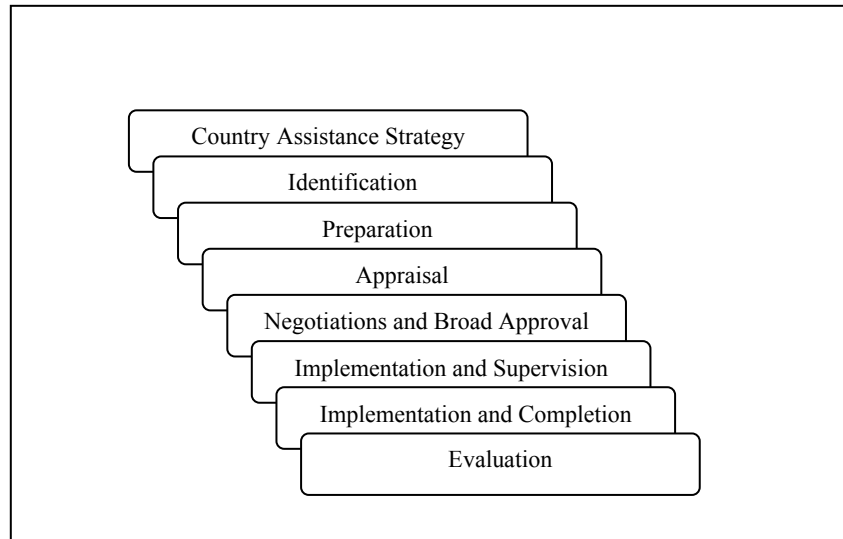 Country Assistance Strategy
Identification
Preparation
Appraisal
Negotiations and Broad Approval
Implementation and Supervision
Implementation and Completion
Evaluation